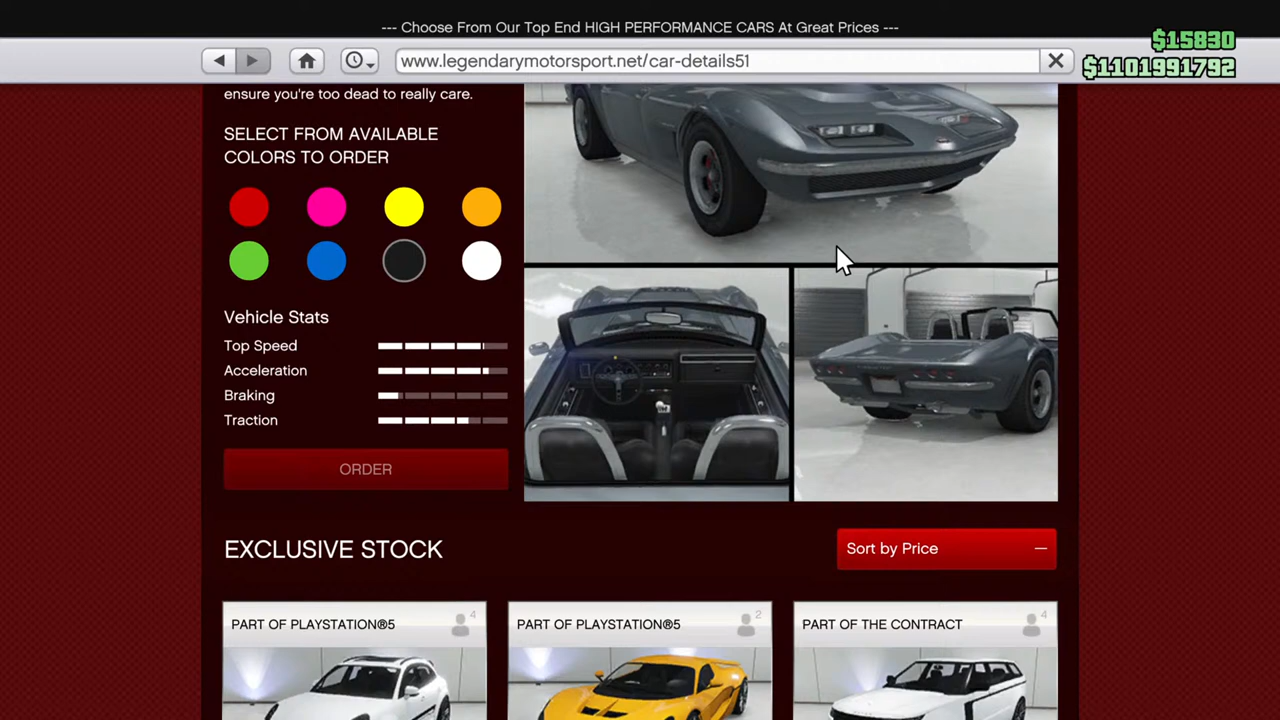 --- Choose From Our Top End HIGH PERFORMANCE CARS At Great Prices ---
$15830
$1101991792
www.legendarymotorsport.net/car-details51
ensure you're too dead to really care.
SELECT FROM AVAILABLE
COLORS TO ORDER
Vehicle Stats
Top Speed
Acceleration
Braking
Traction
ORDER
EXCLUSIVE STOCK
Sort by Price
PART OF PLAYSTATION®5
4
PART OF PLAYSTATION®5
2
PART OF THE CONTRACT
4